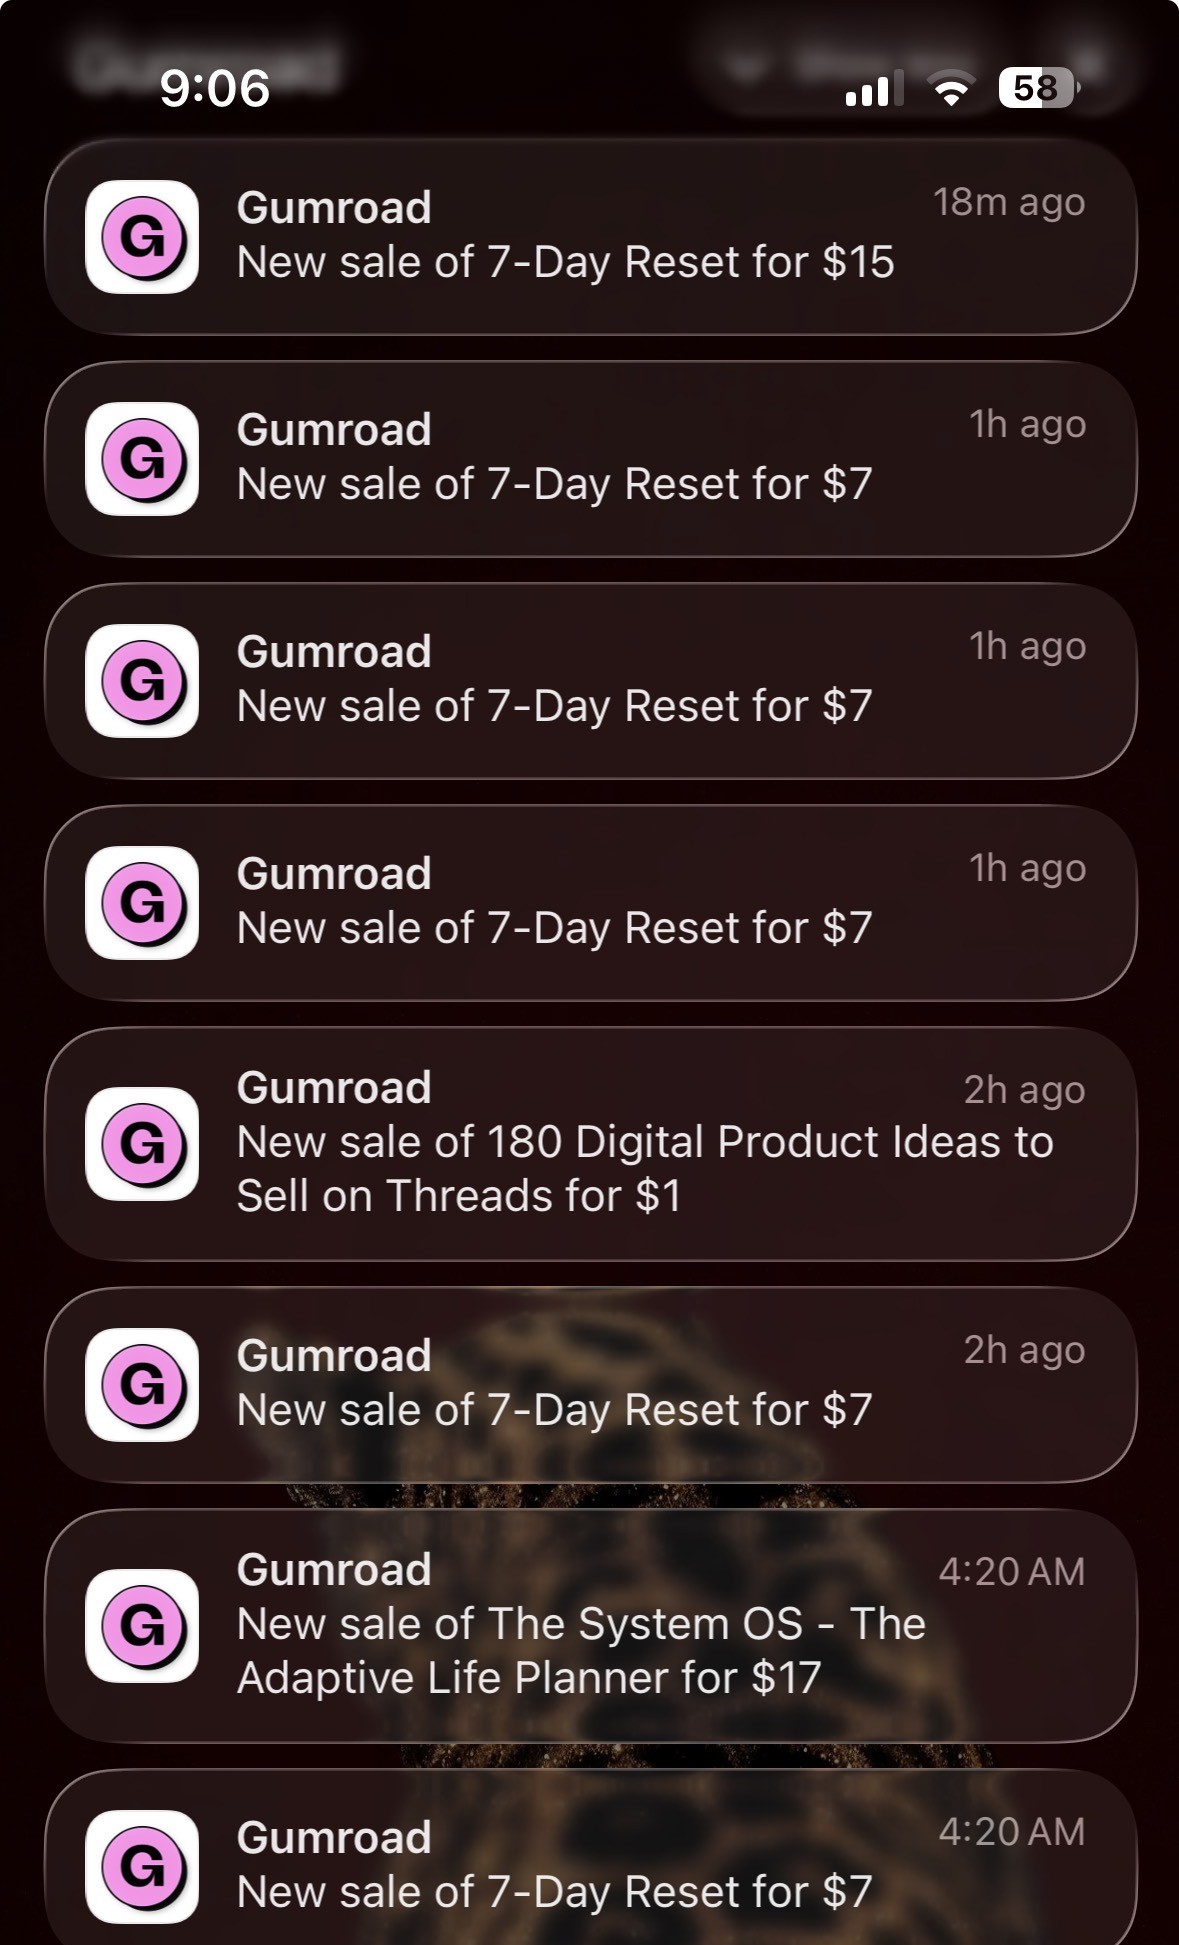 Gumroad
9:06
58
G
Gumroad
18m ago
New sale of 7-Day Reset for $15
G
Gumroad
1h ago
New sale of 7-Day Reset for $7
G
Gumroad
1h ago
New sale of 7-Day Reset for $7
G
Gumroad
1h ago
New sale of 7-Day Reset for $7
G
Gumroad
2h ago
New sale of 180 Digital Product Ideas to
Sell on Threads for $1
G
Gumroad
2h ago
New sale of 7-Day Reset for $7
G
Gumroad
4:20 AM
New sale of The System OS - The
Adaptive Life Planner for $17
G
Gumroad
4:20 AM
New sale of 7-Day Reset for $7